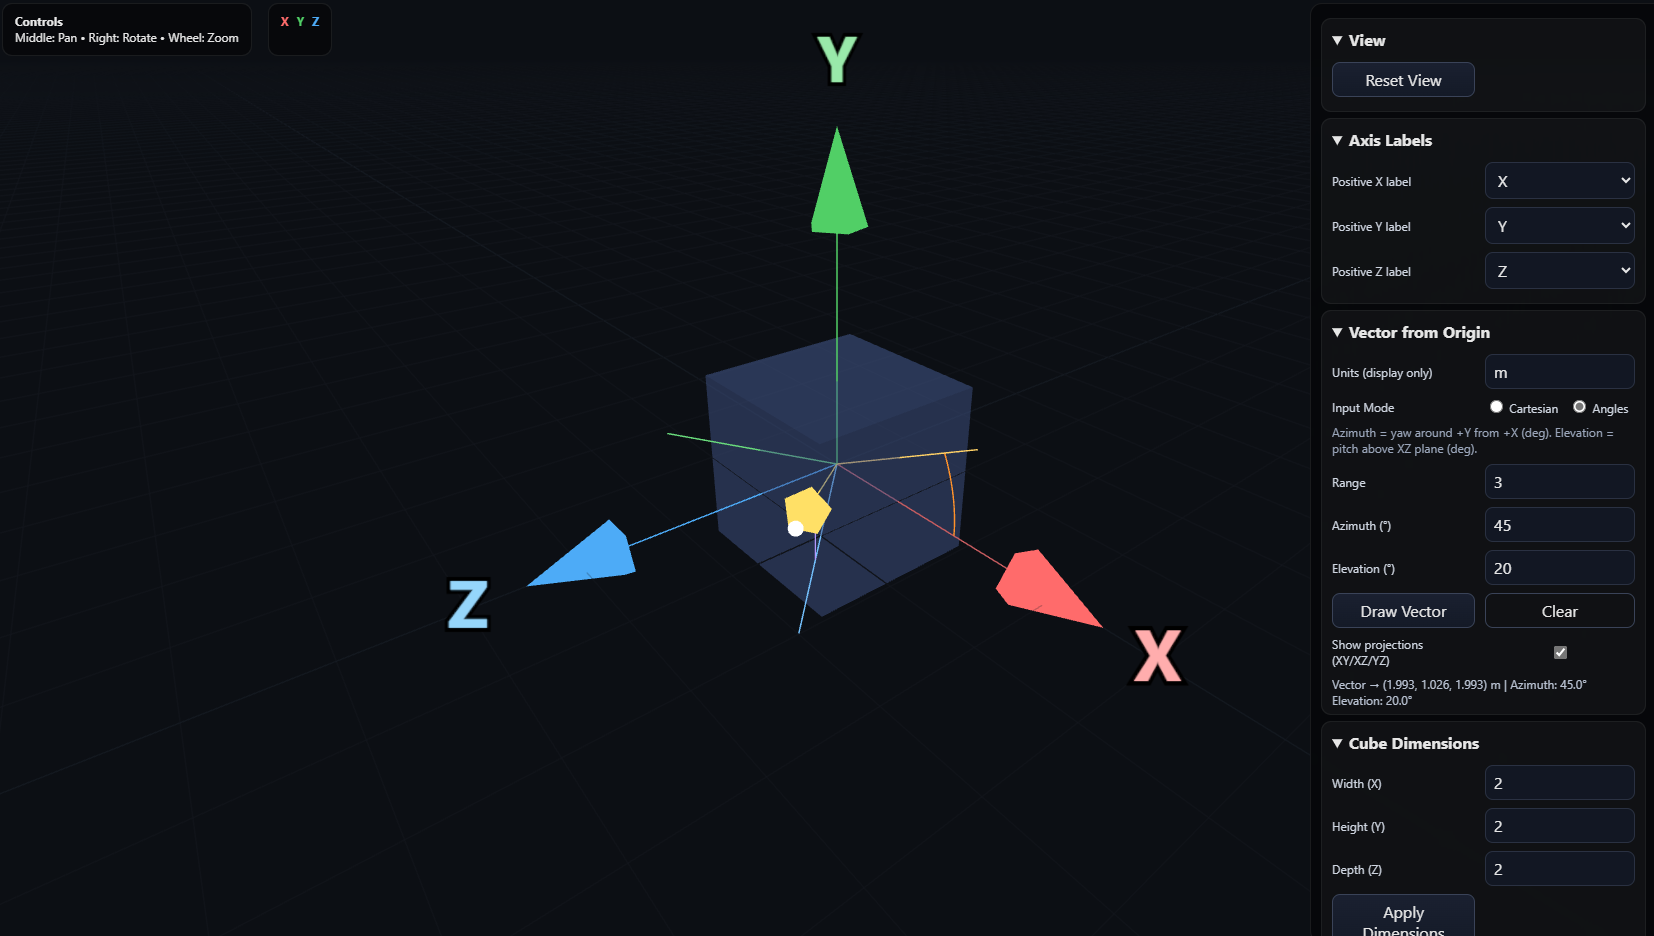 Controls
Middle: Pan • Right: Rotate • Wheel: Zoom
X Y Z
Y
Z
X
▼ View
Reset View
▼ Axis Labels
Positive X label
X
Positive Y label
Y
Positive Z label
Z
▼ Vector from Origin
Units (display only)
m
Input Mode
Cartesian
Angles
Azimuth = yaw around +Y from +X (deg). Elevation =
pitch above XZ plane (deg).
Range
3
Azimuth (°)
45
Elevation (°)
20
Draw Vector
Clear
Show projections
(XY/XZ/YZ)
Vector → (1.993, 1.026, 1.993) m | Azimuth: 45.0°
Elevation: 20.0°
▼ Cube Dimensions
Width (X)
2
Height (Y)
2
Depth (Z)
2
Apply
Dimensions